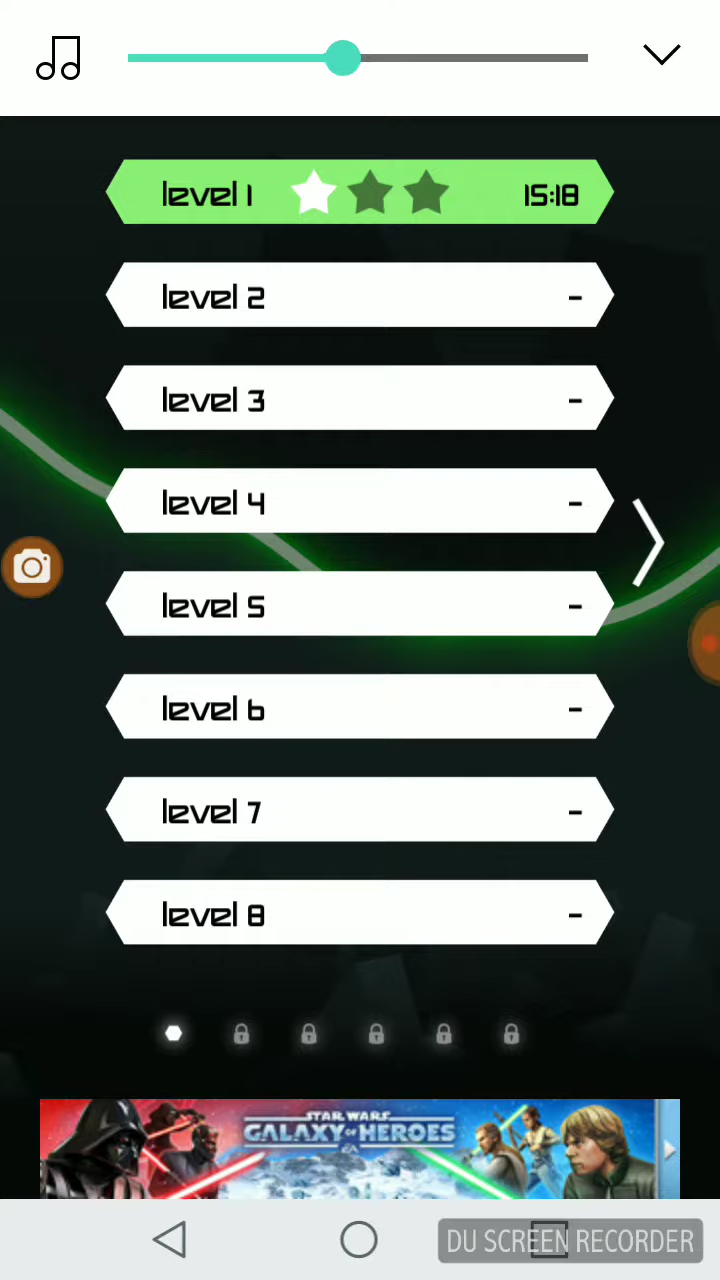 level 1 15:18
level 2 -
level 3 -
level 4 -
level 5 -
level 6 -
level 7 -
level 8 -
STAR WARS
GALAXY OF HEROES
EA
DU SCREEN RECORDER